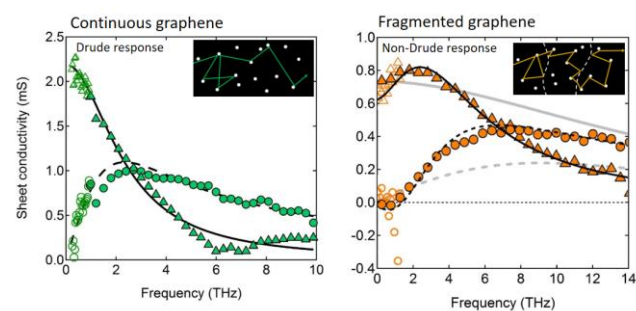 Continuous graphene
Drude response
Sheet conductivity (mS)
2.5
2.0
1.5
1.0
0.5
0.0
0 2 4 6 8 10
Frequency (THz)
Fragmented graphene
Non-Drude response
1.0
0.8
0.6
0.4
0.2
0.0
-0.2
-0.4
0 2 4 6 8 10 12 14
Frequency (THz)